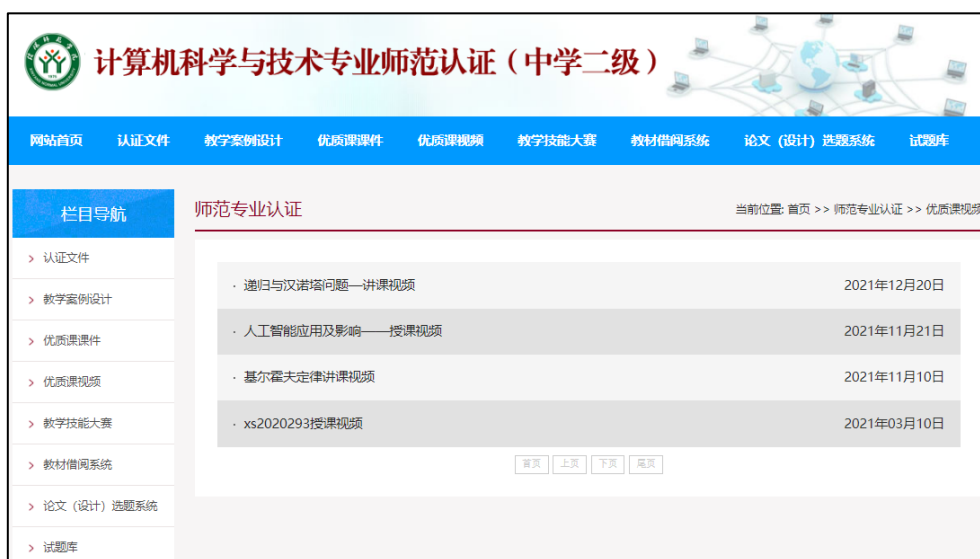 计算机科学与技术专业师范认证（中学二级）
网站首页 认证文件 教学案例设计 优质课课件 优质课视频 教学技能大赛 教材借阅系统 论文（设计）选题系统 试题库
栏目导航
认证文件
教学案例设计
优质课课件
优质课视频
教学技能大赛
教材借阅系统
论文（设计）选题系统
试题库
师范专业认证
当前位置: 首页 >> 师范专业认证 >> 优质课视频
· 递归与汉诺塔问题—讲课视频 2021年12月20日
· 人工智能应用及影响——授课视频 2021年11月21日
· 基尔霍夫定律讲课视频 2021年11月10日
· xs2020293授课视频 2021年03月10日
首页 上页 下页 尾页